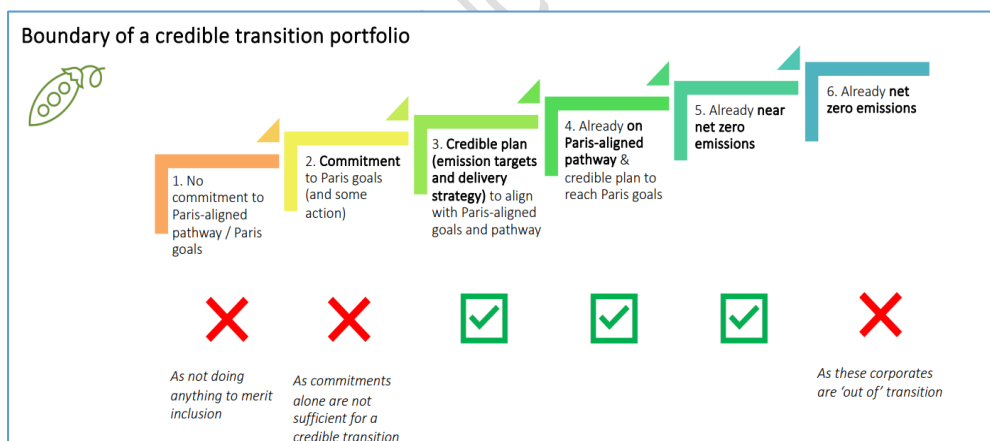 Boundary of a credible transition portfolio
1. No
commitment to
Paris-aligned
pathway / Paris
goals
2. Commitment
to Paris goals
(and some
action)
3. Credible plan
(emission targets
and delivery
strategy) to align
with Paris-aligned
goals and pathway
4. Already on
Paris-aligned
pathway &
credible plan to
reach Paris goals
5. Already near
net zero
emissions
6. Already net
zero emissions
As not doing
anything to merit
inclusion
As commitments
alone are not
sufficient for a
credible transition
As these corporates
are ‘out of’ transition